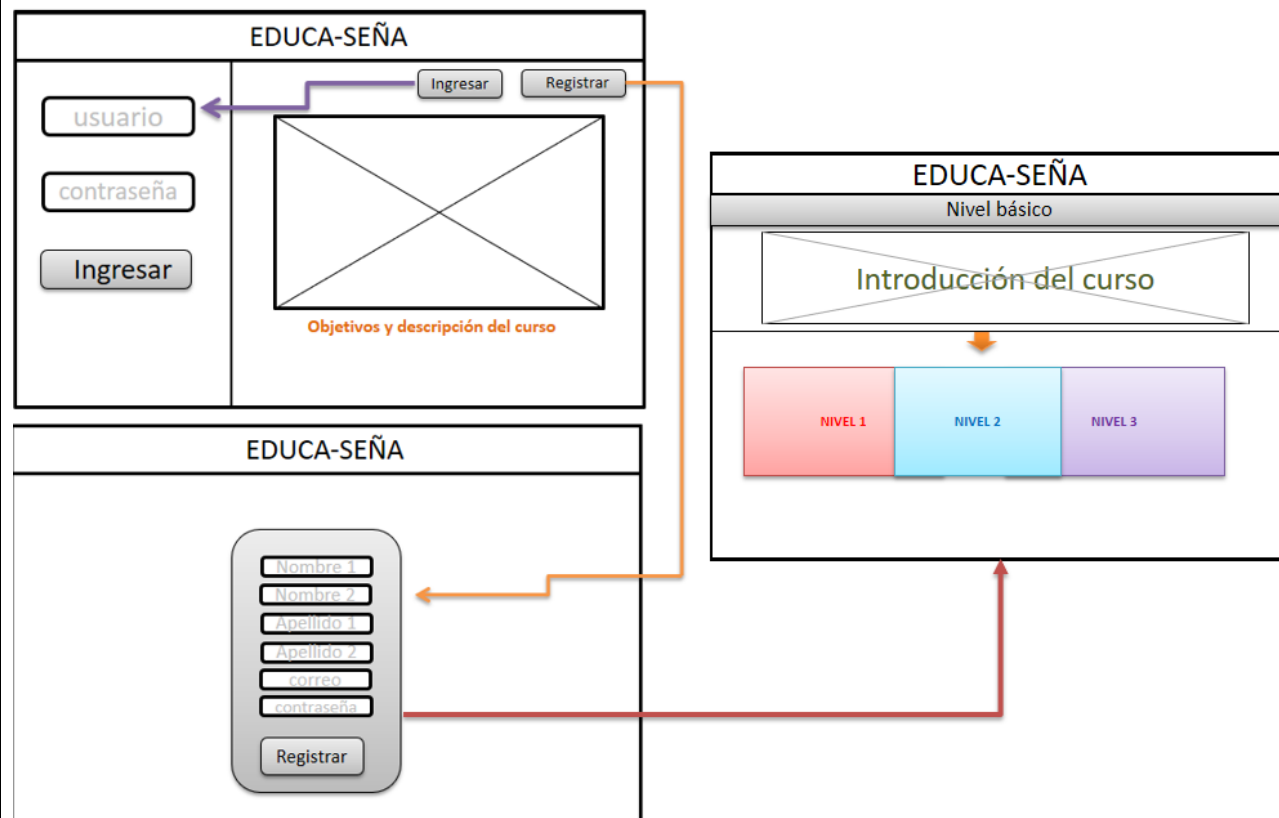 EDUCA-SEÑA
Ingresar
Registrar
usuario
contraseña
Ingresar
Objetivos y descripción del curso
EDUCA-SEÑA
Nombre 1
Nombre 2
Apellido 1
Apellido 2
correo
contraseña
Registrar
EDUCA-SEÑA
Nivel básico
Introducción del curso
NIVEL 1
NIVEL 2
NIVEL 3